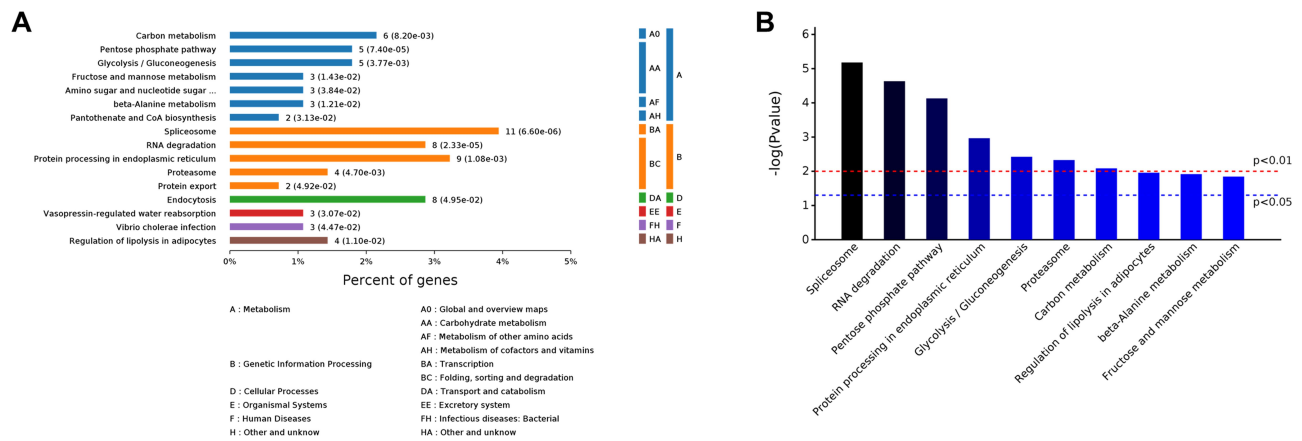 A
Carbon metabolism 6 (8.20e-03)
Pentose phosphate pathway 5 (7.40e-05)
Glycolysis / Gluconeogenesis 5 (3.77e-03)
Fructose and mannose metabolism 3 (1.43e-02)
Amino sugar and nucleotide sugar ... 3 (3.84e-02)
beta-Alanine metabolism 3 (1.21e-02)
Pantothenate and CoA biosynthesis 2 (3.13e-02)
Spliceosome 11 (6.60e-06)
RNA degradation 8 (2.33e-05)
Protein processing in endoplasmic reticulum 9 (1.08e-03)
Proteasome 4 (4.70e-03)
Protein export 2 (4.92e-02)
Endocytosis 8 (4.95e-02)
Vasopressin-regulated water reabsorption 3 (3.07e-02)
Vibrio cholerae infection 3 (4.47e-02)
Regulation of lipolysis in adipocytes 4 (1.10e-02)
0% 1% 2% 3% 4% 5%
Percent of genes
A0
AA
AF
AH
BA
BC
DA
EE
FH
HA
A
B
D
E
F
H
A : Metabolism
A0 : Global and overview maps
AA : Carbohydrate metabolism
AF : Metabolism of other amino acids
AH : Metabolism of cofactors and vitamins
B : Genetic Information Processing
BA : Transcription
BC : Folding, sorting and degradation
D : Cellular Processes
DA : Transport and catabolism
E : Organismal Systems
EE : Excretory system
F : Human Diseases
FH : Infectious diseases: Bacterial
H : Other and unknow
HA : Other and unknow
B
-log(Pvalue)
6
5
4
3
2
1
0
p<0.01
p<0.05
Spliceosome
RNA degradation
Pentose phosphate pathway
Protein processing in endoplasmic reticulum
Glycolysis / Gluconeogenesis
Proteasome
Carbon metabolism
Regulation of lipolysis in adipocytes
beta-Alanine metabolism
Fructose and mannose metabolism